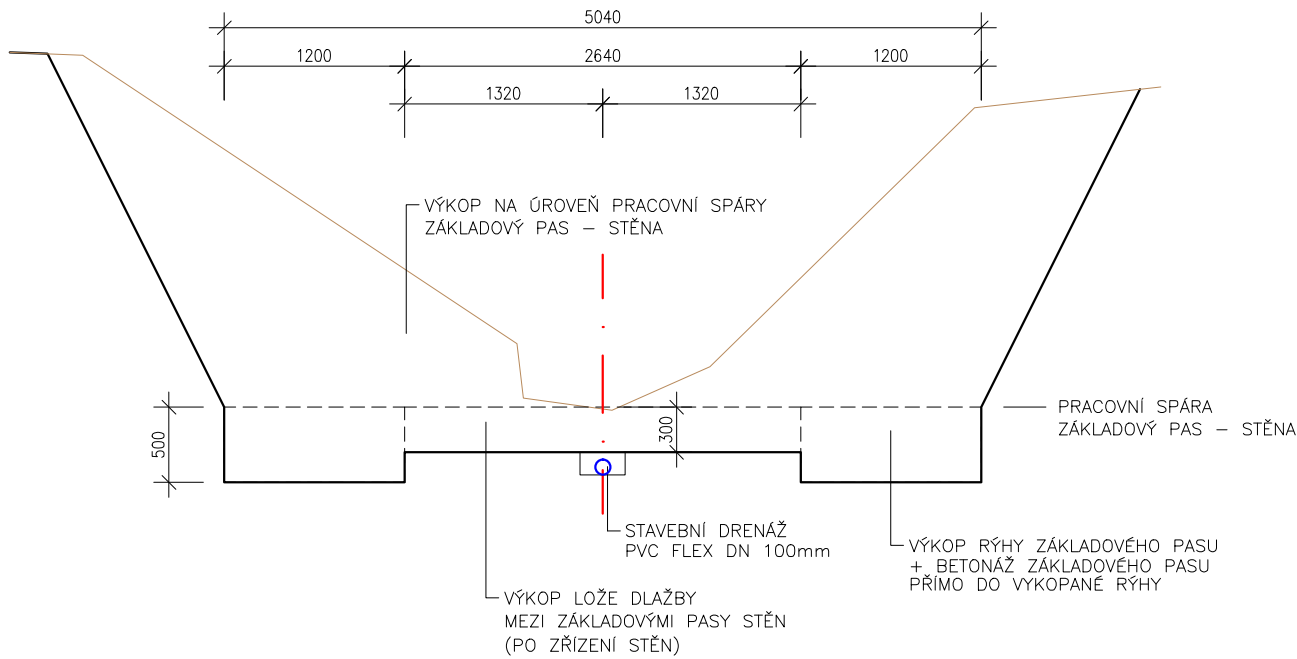 5040
1200
2640
1200
1320
1320
VÝKOP NA ÚROVEŇ PRACOVNÍ SPÁRY
ZÁKLADOVÝ PAS – STĚNA
500
300
PRACOVNÍ SPÁRA
ZÁKLADOVÝ PAS – STĚNA
STAVEBNÍ DRENÁŽ
PVC FLEX DN 100mm
VÝKOP RÝHY ZÁKLADOVÉHO PASU
+ BETONÁŽ ZÁKLADOVÉHO PASU
PŘÍMO DO VYKOPANÉ RÝHY
VÝKOP LOŽE DLAŽBY
MEZI ZÁKLADOVÝMI PASY STĚN
(PO ZŘÍZENÍ STĚN)